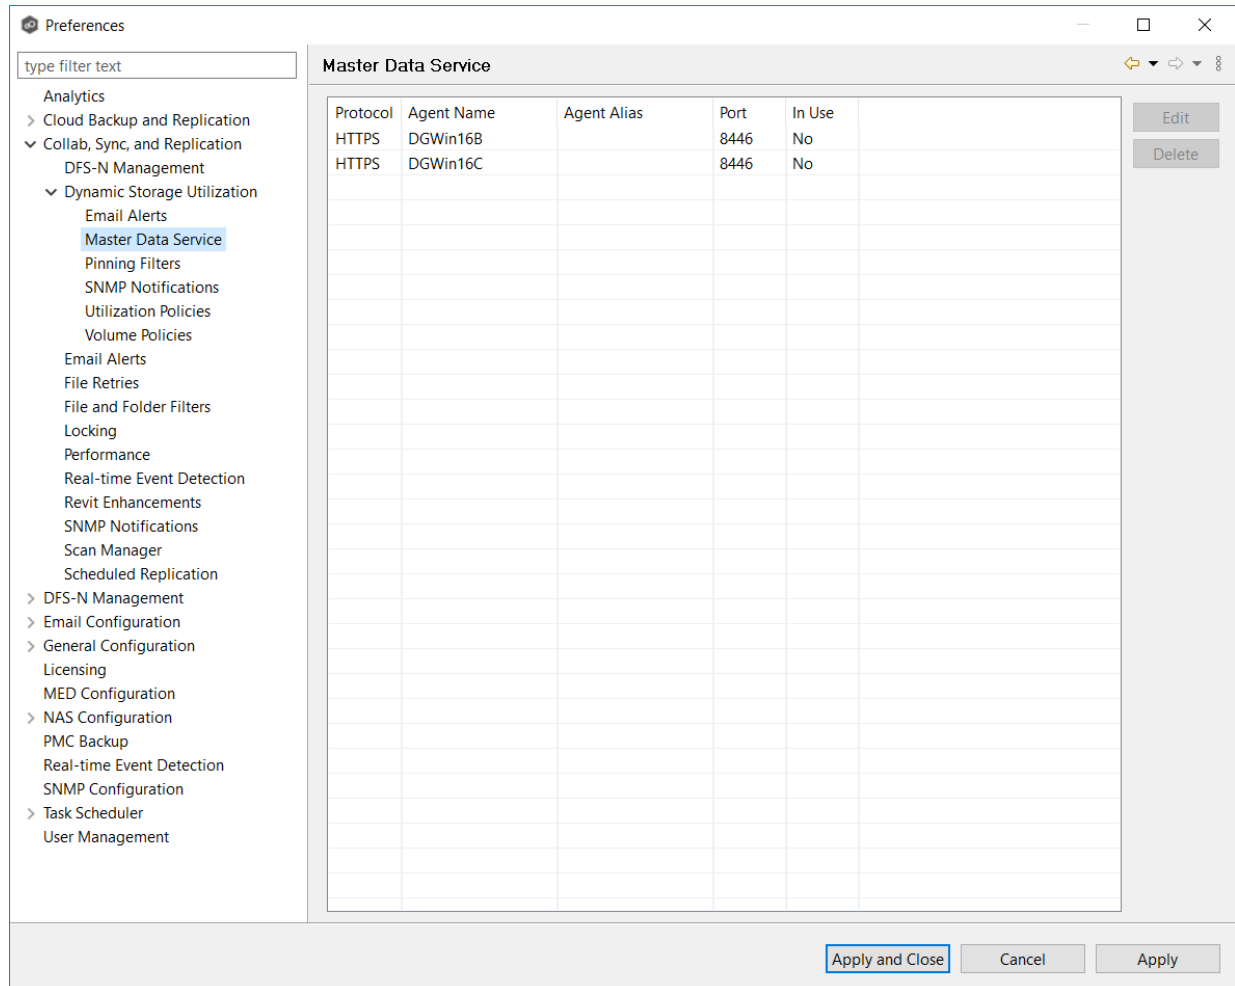 Preferences
type filter text
Analytics
Cloud Backup and Replication
Collab, Sync, and Replication
DFS-N Management
Dynamic Storage Utilization
Email Alerts
Master Data Service
Pinning Filters
SNMP Notifications
Utilization Policies
Volume Policies
Email Alerts
File Retries
File and Folder Filters
Locking
Performance
Real-time Event Detection
Revit Enhancements
SNMP Notifications
Scan Manager
Scheduled Replication
DFS-N Management
Email Configuration
General Configuration
Licensing
MED Configuration
NAS Configuration
PMC Backup
Real-time Event Detection
SNMP Configuration
Task Scheduler
User Management
Master Data Service
Protocol Agent Name Agent Alias Port In Use
HTTPS DGWin16B 8446 No
HTTPS DGWin16C 8446 No
Edit
Delete
Apply and Close Cancel Apply